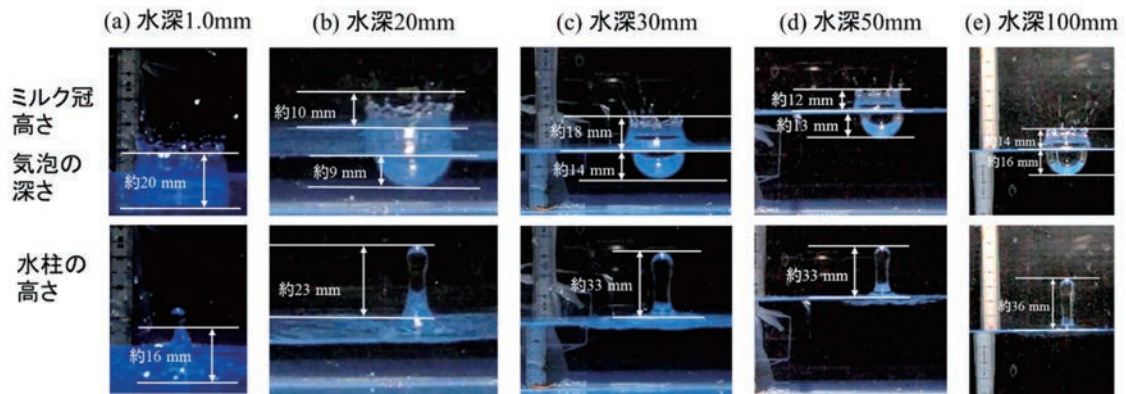 (a) 水深1.0mm
(b) 水深20mm
(c) 水深30mm
(d) 水深50mm
(e) 水深100mm
ミルク冠
高さ
気泡の
深さ
約20 mm
約10 mm
約9 mm
約18 mm
約14 mm
約12 mm
約13 mm
約14 mm
約16 mm
水柱の
高さ
約16 mm
約23 mm
約33 mm
約33 mm
約36 mm